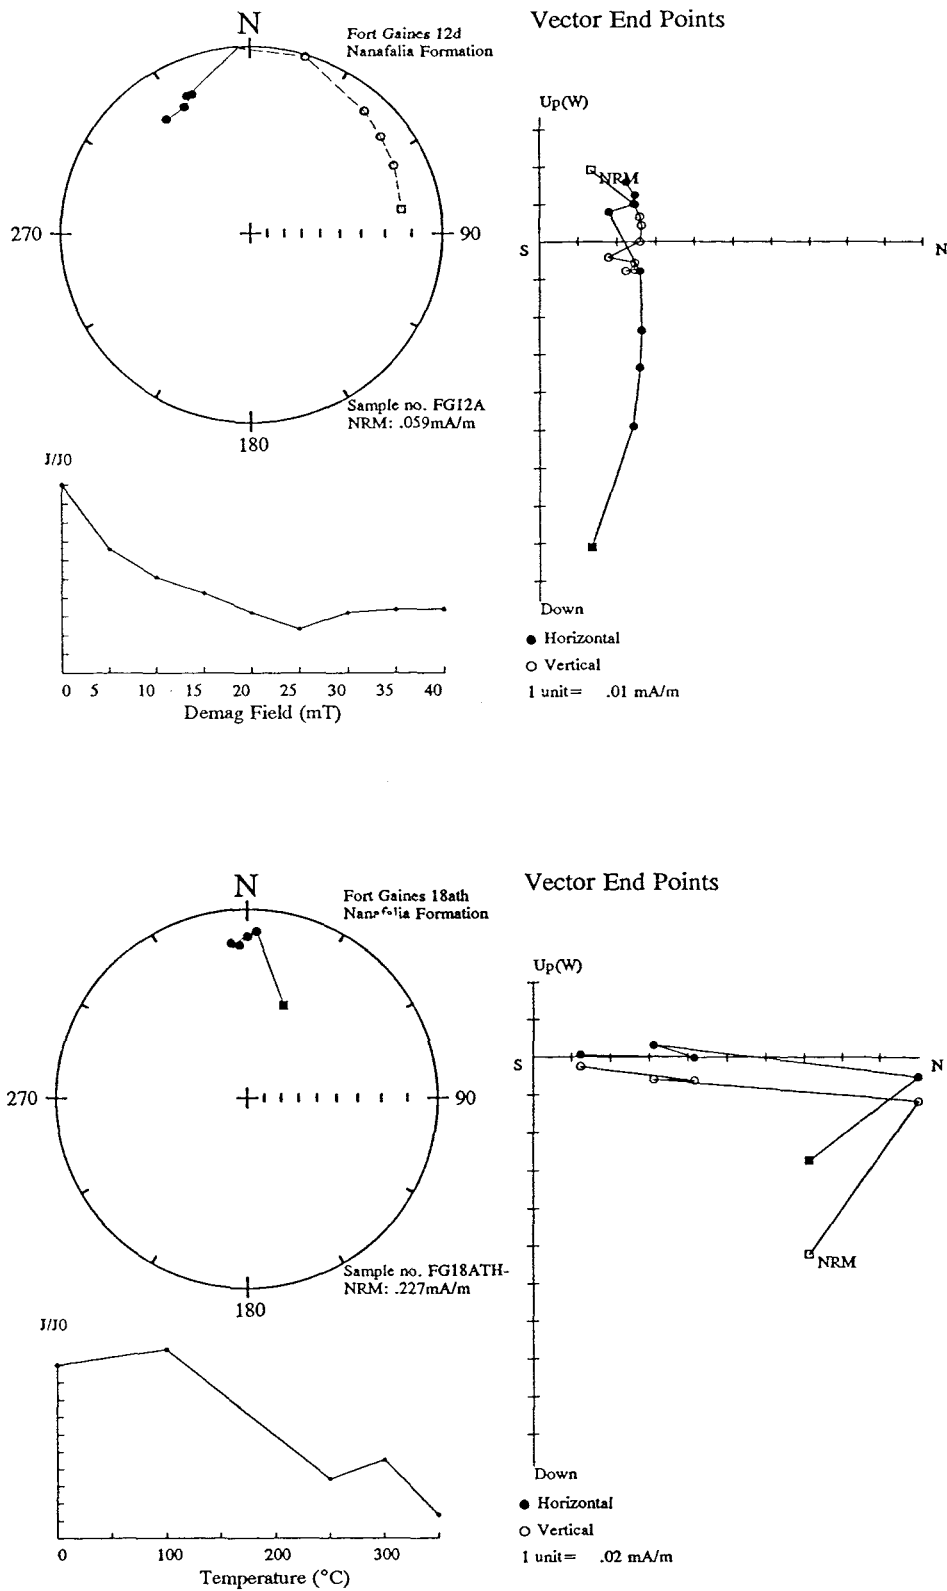 N
Fort Gaines 12d
Nanafalia Formation
270
90
Sample no. FG12A
NRM: .059mA/m
180
Vector End Points
Up(W)
NRM
S
N
Down
● Horizontal
○ Vertical
1 unit= .01 mA/m
J/J0
0 5 10 15 20 25 30 35 40
Demag Field (mT)
N
Fort Gaines 18ath
Nanafalia Formation
270
90
Sample no. FG18ATH-
NRM: .227mA/m
180
Vector End Points
Up(W)
S
N
NRM
Down
● Horizontal
○ Vertical
1 unit= .02 mA/m
J/J0
0 100 200 300
Temperature (°C)